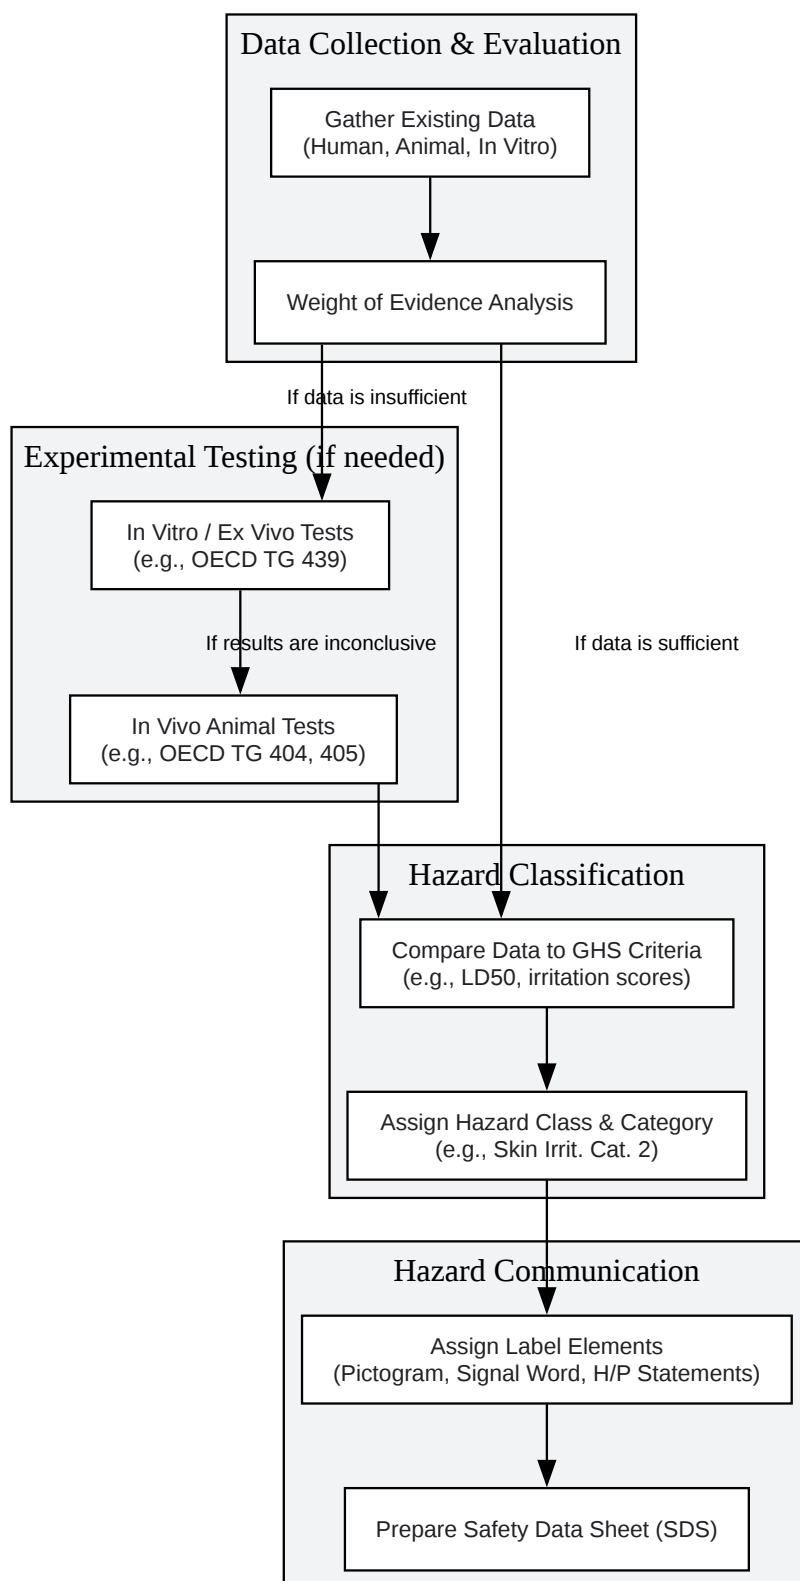 Data Collection & Evaluation
Gather Existing Data
(Human, Animal, In Vitro)
Weight of Evidence Analysis
If data is insufficient
Experimental Testing (if needed)
In Vitro / Ex Vivo Tests
(e.g., OECD TG 439)
If results are inconclusive
If data is sufficient
In Vivo Animal Tests
(e.g., OECD TG 404, 405)
Hazard Classification
Compare Data to GHS Criteria
(e.g., LD50, irritation scores)
Assign Hazard Class & Category
(e.g., Skin Irrit. Cat. 2)
Hazard Communication
Assign Label Elements
(Pictogram, Signal Word, H/P Statements)
Prepare Safety Data Sheet (SDS)